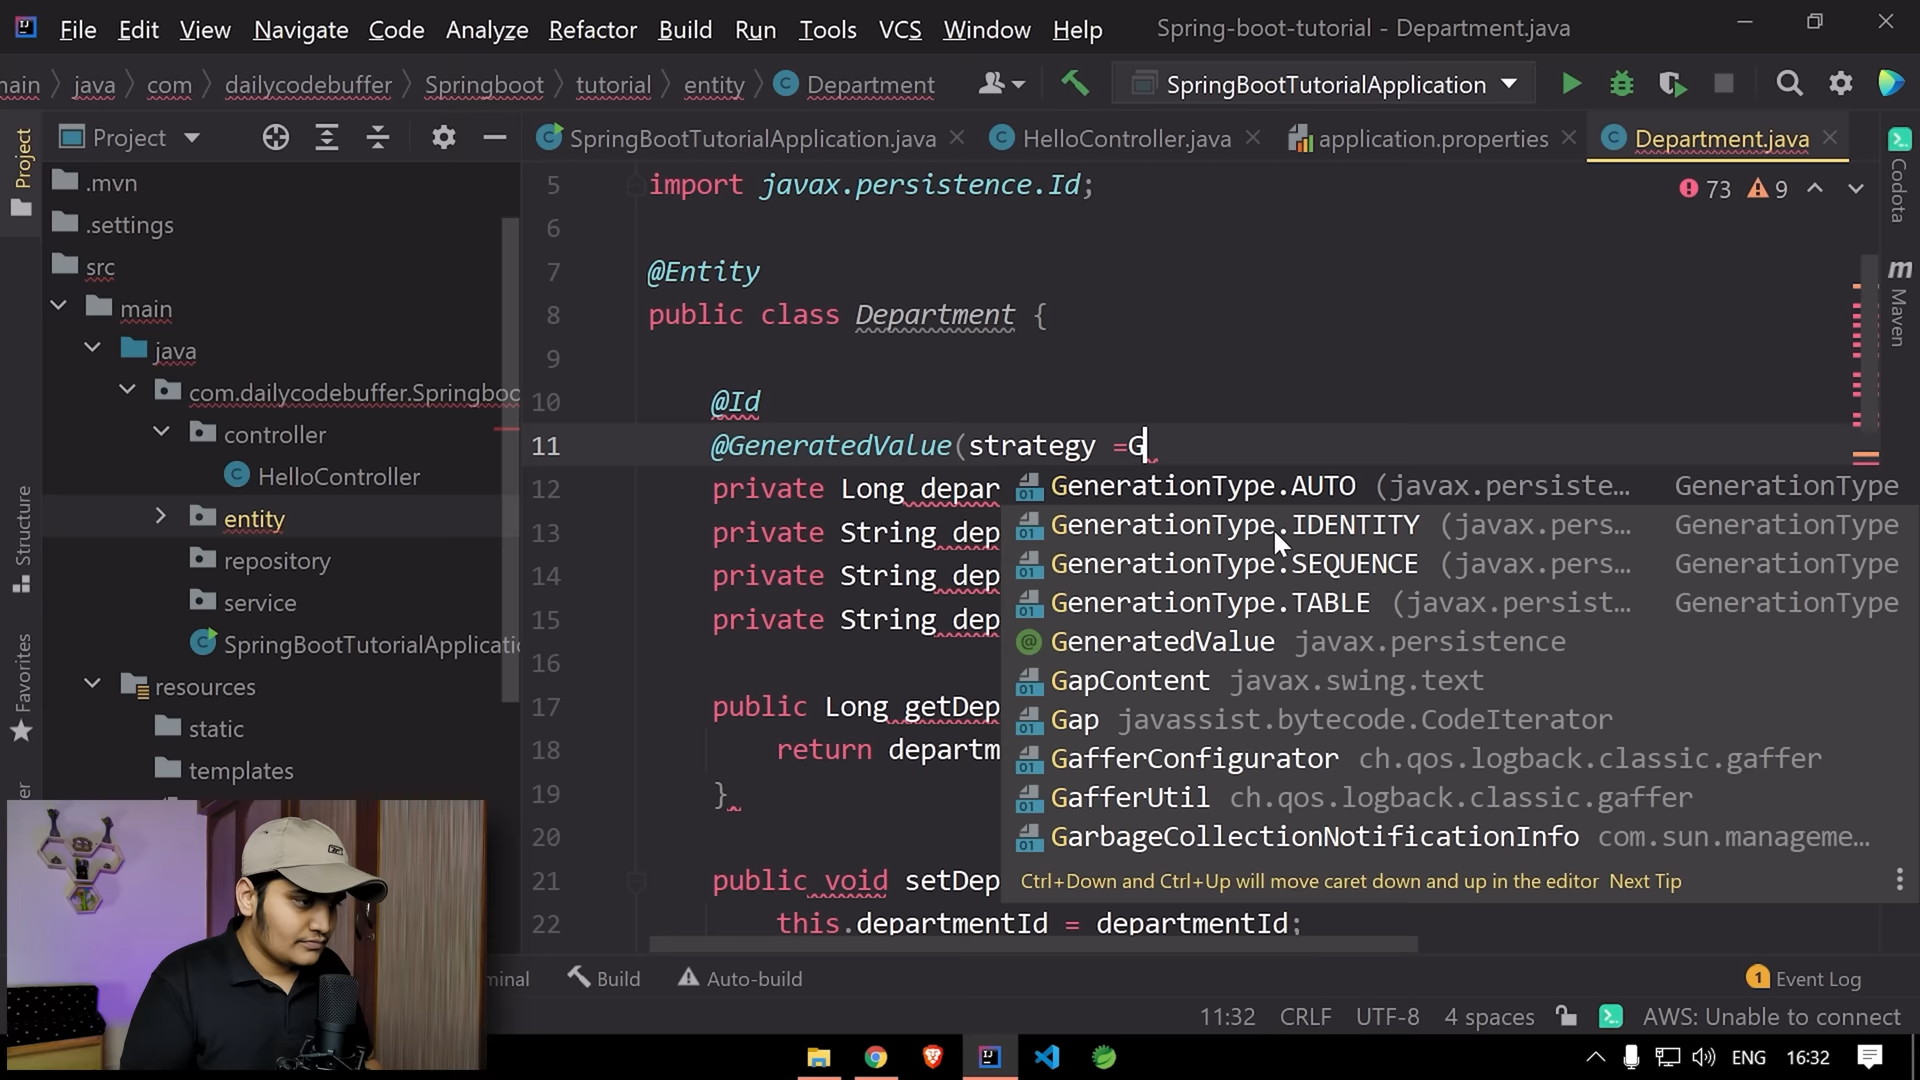 File Edit View Navigate Code Analyze Refactor Build Run Tools VCS Window Help Spring-boot-tutorial - Department.java
main java com dailycodebuffer Springboot tutorial entity Department SpringBootTutorialApplication
Project SpringBootTutorialApplication.java HelloController.java application.properties Department.java
Project
Structure
Favorites
.mvn
.settings
src
main
java
com.dailycodebuffer.Springboo
controller
HelloController
entity
repository
service
SpringBootTutorialApplicati
resources
static
templates
5 import javax.persistence.Id;
73 9
6
7 @Entity
8 public class Department {
9
10 @Id
11 @GeneratedValue(strategy =G
12 private Long depar
13 private String dep
14 private String dep
15 private String dep
16
17 public Long getDep
18 return departm
19 }
20
21 public void setDep
22 this.departmentId = departmentId;
GenerationType.AUTO (javax.persiste... GenerationType
GenerationType.IDENTITY (javax.pers... GenerationType
GenerationType.SEQUENCE (javax.pers... GenerationType
GenerationType.TABLE (javax.persist... GenerationType
GeneratedValue javax.persistence
GapContent javax.swing.text
Gap javassist.bytecode.CodeIterator
GafferConfigurator ch.qos.logback.classic.gaffer
GafferUtil ch.qos.logback.classic.gaffer
GarbageCollectionNotificationInfo com.sun.manageme...
Ctrl+Down and Ctrl+Up will move caret down and up in the editor Next Tip
Codota
Maven
minal Build Auto-build 1 Event Log
11:32 CRLF UTF-8 4 spaces AWS: Unable to connect
ENG 16:32